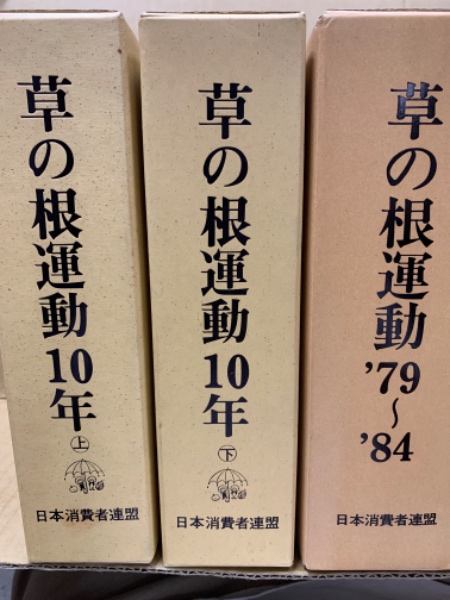 草の根運動10年
上
日本消費者連盟
草の根運動10年
下
日本消費者連盟
草の根運動'79〜'84
日本消費者連盟